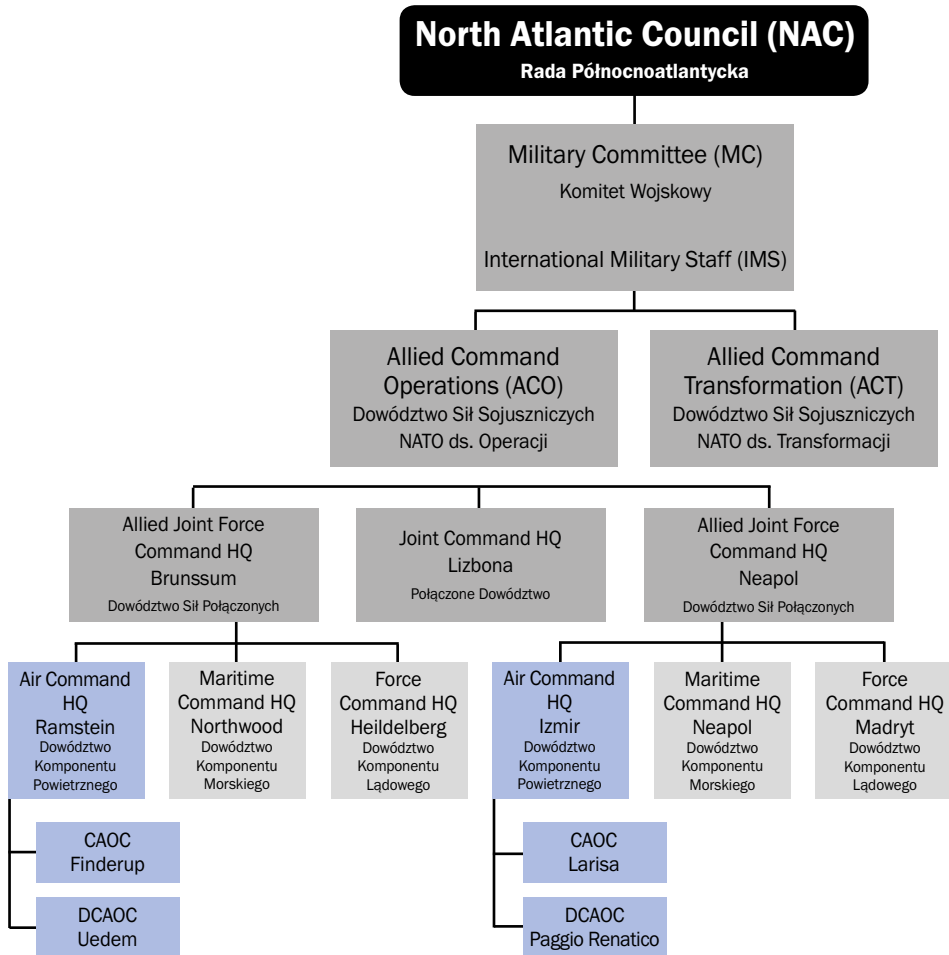 North Atlantic Council (NAC)
Rada Północnoatlantycka
Military Committee (MC)
Komitet Wojskowy
International Military Staff (IMS)
Allied Command
Operations (ACO)
Dowództwo Sił Sojuszniczych
NATO ds. Operacji
Allied Command
Transformation (ACT)
Dowództwo Sił Sojuszniczych
NATO ds. Transformacji
Allied Joint Force
Command HQ
Brunssum
Dowództwo Sił Połączonych
Joint Command HQ
Lizbona
Połączone Dowództwo
Allied Joint Force
Command HQ
Neapol
Dowództwo Sił Połączonych
Air Command
HQ
Ramstein
Dowództwo
Komponentu
Powietrznego
Maritime
Command HQ
Northwood
Dowództwo
Komponentu
Morskiego
Force
Command HQ
Heildelberg
Dowództwo
Komponentu
Lądowego
Air Command
HQ
Izmir
Dowództwo
Komponentu
Powietrznego
Maritime
Command HQ
Neapol
Dowództwo
Komponentu
Morskiego
Force
Command HQ
Madryt
Dowództwo
Komponentu
Lądowego
CAOC
Finderup
DCAOC
Uedem
CAOC
Larisa
DCAOC
Paggio Renatico